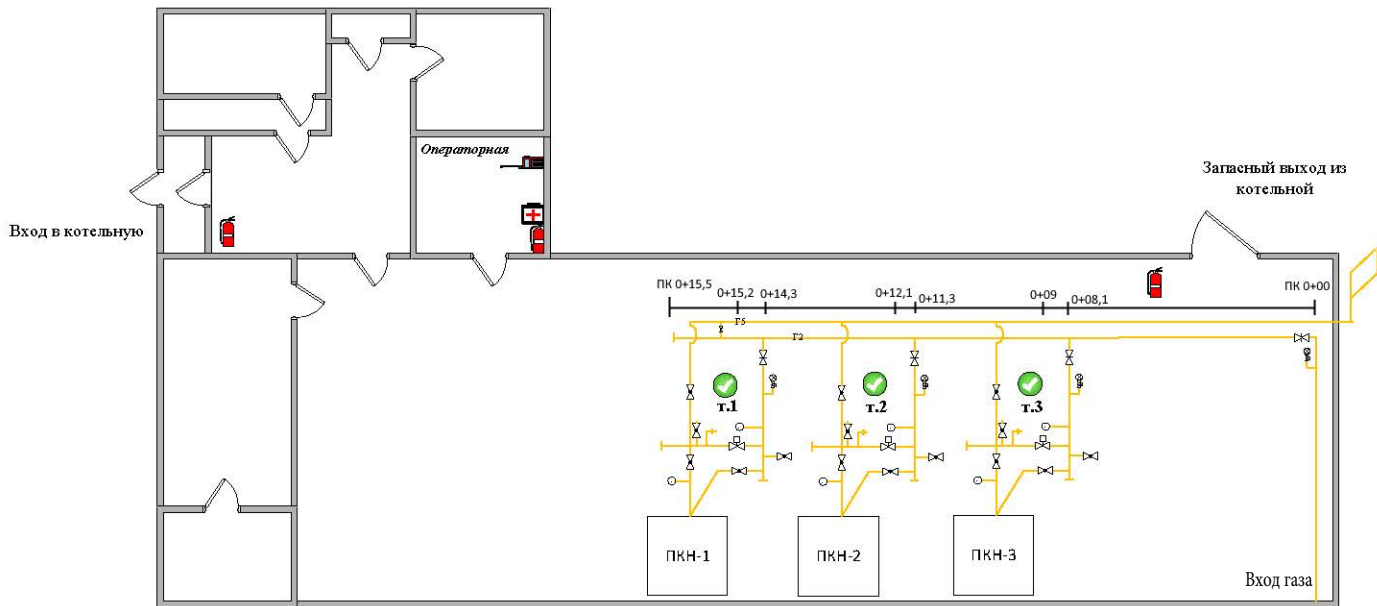 Операторная
Запасный выход из
котельной
Вход в котельную
ПК 0+15,5
0+15,2
0+14,3
0+12,1
0+11,3
0+09
0+08,1
ПК 0+00
Г5
Г2
т.1
т.2
т.3
ПКН-1
ПКН-2
ПКН-3
Вход газа